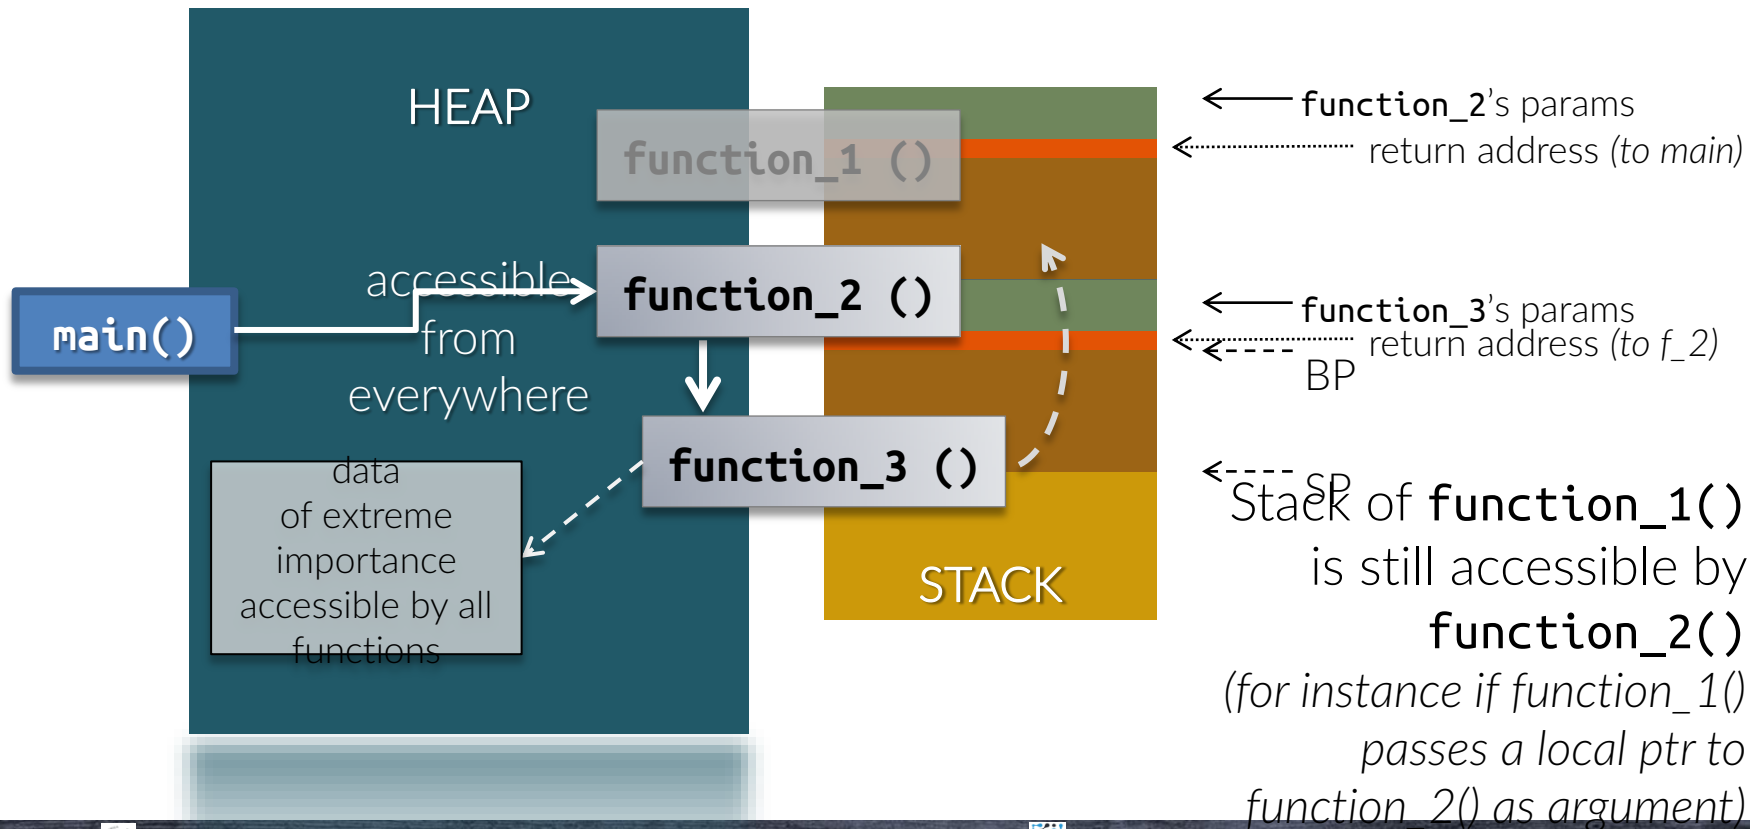 HEAP
function_1 ()
function_2's params
return address (to main)
accessible
from
everywhere
main()
function_2 ()
function_3's params
return address (to f_2)
BP
function_3 ()
data
of extreme
importance
accessible by all
functions
STACK
SP
Stack of function_1()
is still accessible by
function_2()
(for instance if function_1()
passes a local ptr to
function_2() as argument)